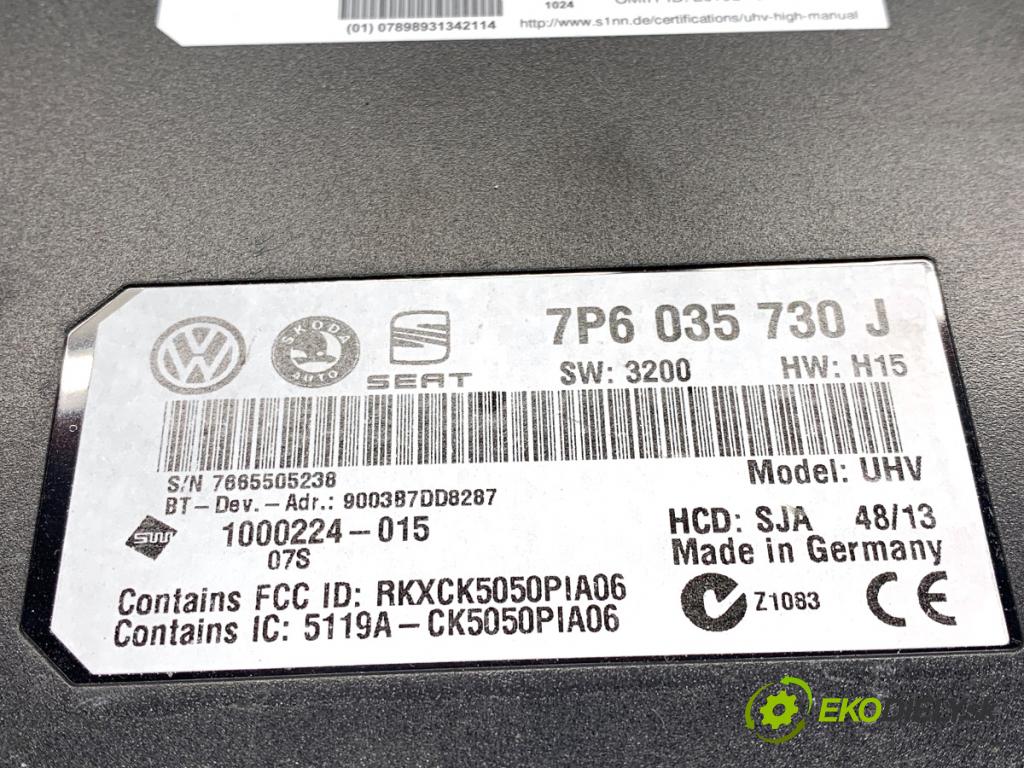 1024
(01) 07898931342114
http://www.s1nn.de/certifications/uhv-high-manual
SKODA
AUTO
SEAT
7P6 035 730 J
SW: 3200 HW: H15
S/N 7665505238
Model: UHV
BT-Dev.-Adr.: 9003B7DD8287
1000224-015
HCD: SJA 48/13
07S
Made in Germany
Contains FCC ID: RKXCK5050PIA06
Z1083
CE
Contains IC: 5119A-CK5050PIA06
EKO